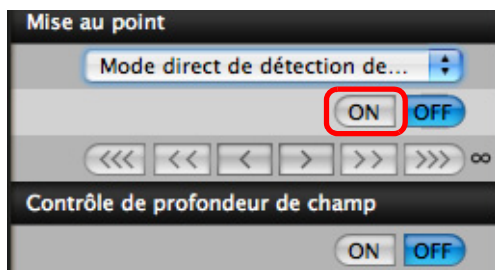 Mise au point
Mode direct de détection de...
ON OFF
<<< << < > >> >>> ∞
Contrôle de profondeur de champ
ON OFF